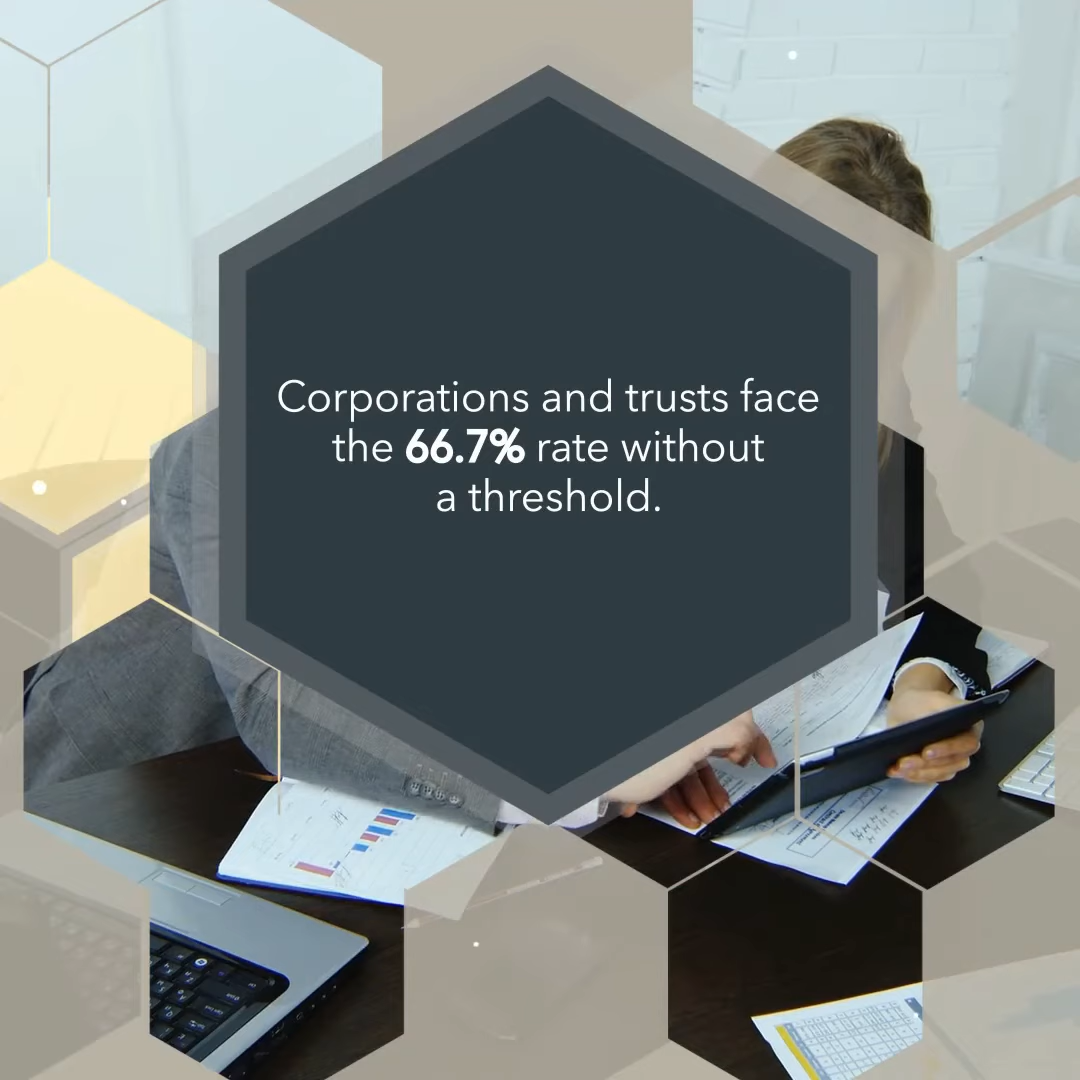 Corporations and trusts face
the 66.7% rate without
a threshold.